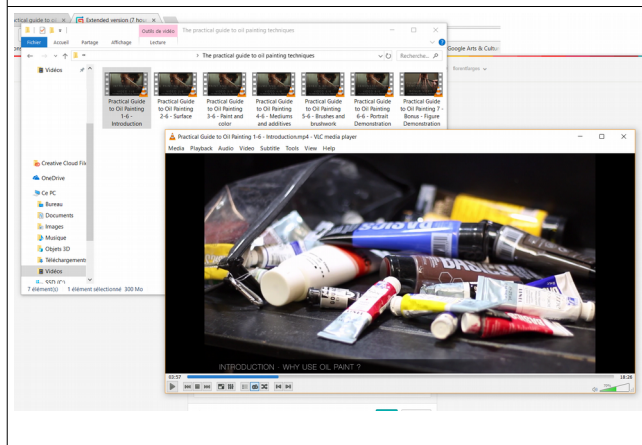 Extended version (7 hou
Outils de vidéo
The practical guide to oil painting techniques
Fichier
Accueil
Partage
Affichage
Lecture
> The practical guide to oil painting techniques
Recherche...
Google Arts & Cultu
Vidéos
Practical Guide to Oil Painting 1-6 - Introduction
Practical Guide to Oil Painting 2-6 - Surface
Practical Guide to Oil Painting 3-6 - Paint and color
Practical Guide to Oil Painting 4-6 - Mediums and additives
Practical Guide to Oil Painting 5-6 - Brushes and brushwork
Practical Guide to Oil Painting 6-6 - Portrait Demonstration
Practical Guide to Oil Painting 7 - Bonus - Figure Demonstration
Creative Cloud File
OneDrive
Ce PC
Bureau
Documents
Images
Musique
Objets 3D
Téléchargements
Vidéos
SSD (C:)
7 élément(s) 1 élément sélectionné 300 Mo
Practical Guide to Oil Painting 1-6 - Introduction.mp4 - VLC media player
Media Playback Audio Video Subtitle Tools View Help
BASICS
INTRODUCTION - WHY USE OIL PAINT ?
03:57
18:26